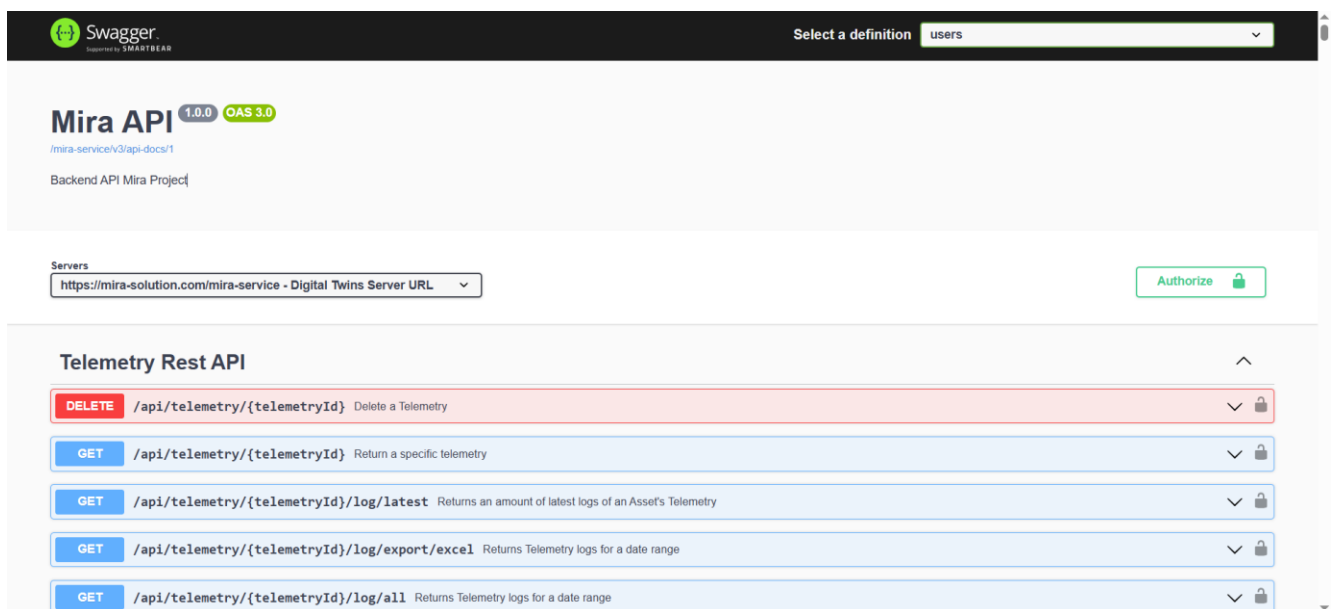 Swagger.
Supported by SMARTBEAR
Select a definition users
Mira API 1.0.0 OAS 3.0
/mira-service/v3/api-docs/1
Backend API Mira Project
Servers
https://mira-solution.com/mira-service - Digital Twins Server URL
Authorize
Telemetry Rest API
DELETE /api/telemetry/{telemetryId} Delete a Telemetry
GET /api/telemetry/{telemetryId} Return a specific telemetry
GET /api/telemetry/{telemetryId}/log/latest Returns an amount of latest logs of an Asset's Telemetry
GET /api/telemetry/{telemetryId}/log/export/excel Returns Telemetry logs for a date range
GET /api/telemetry/{telemetryId}/log/all Returns Telemetry logs for a date range